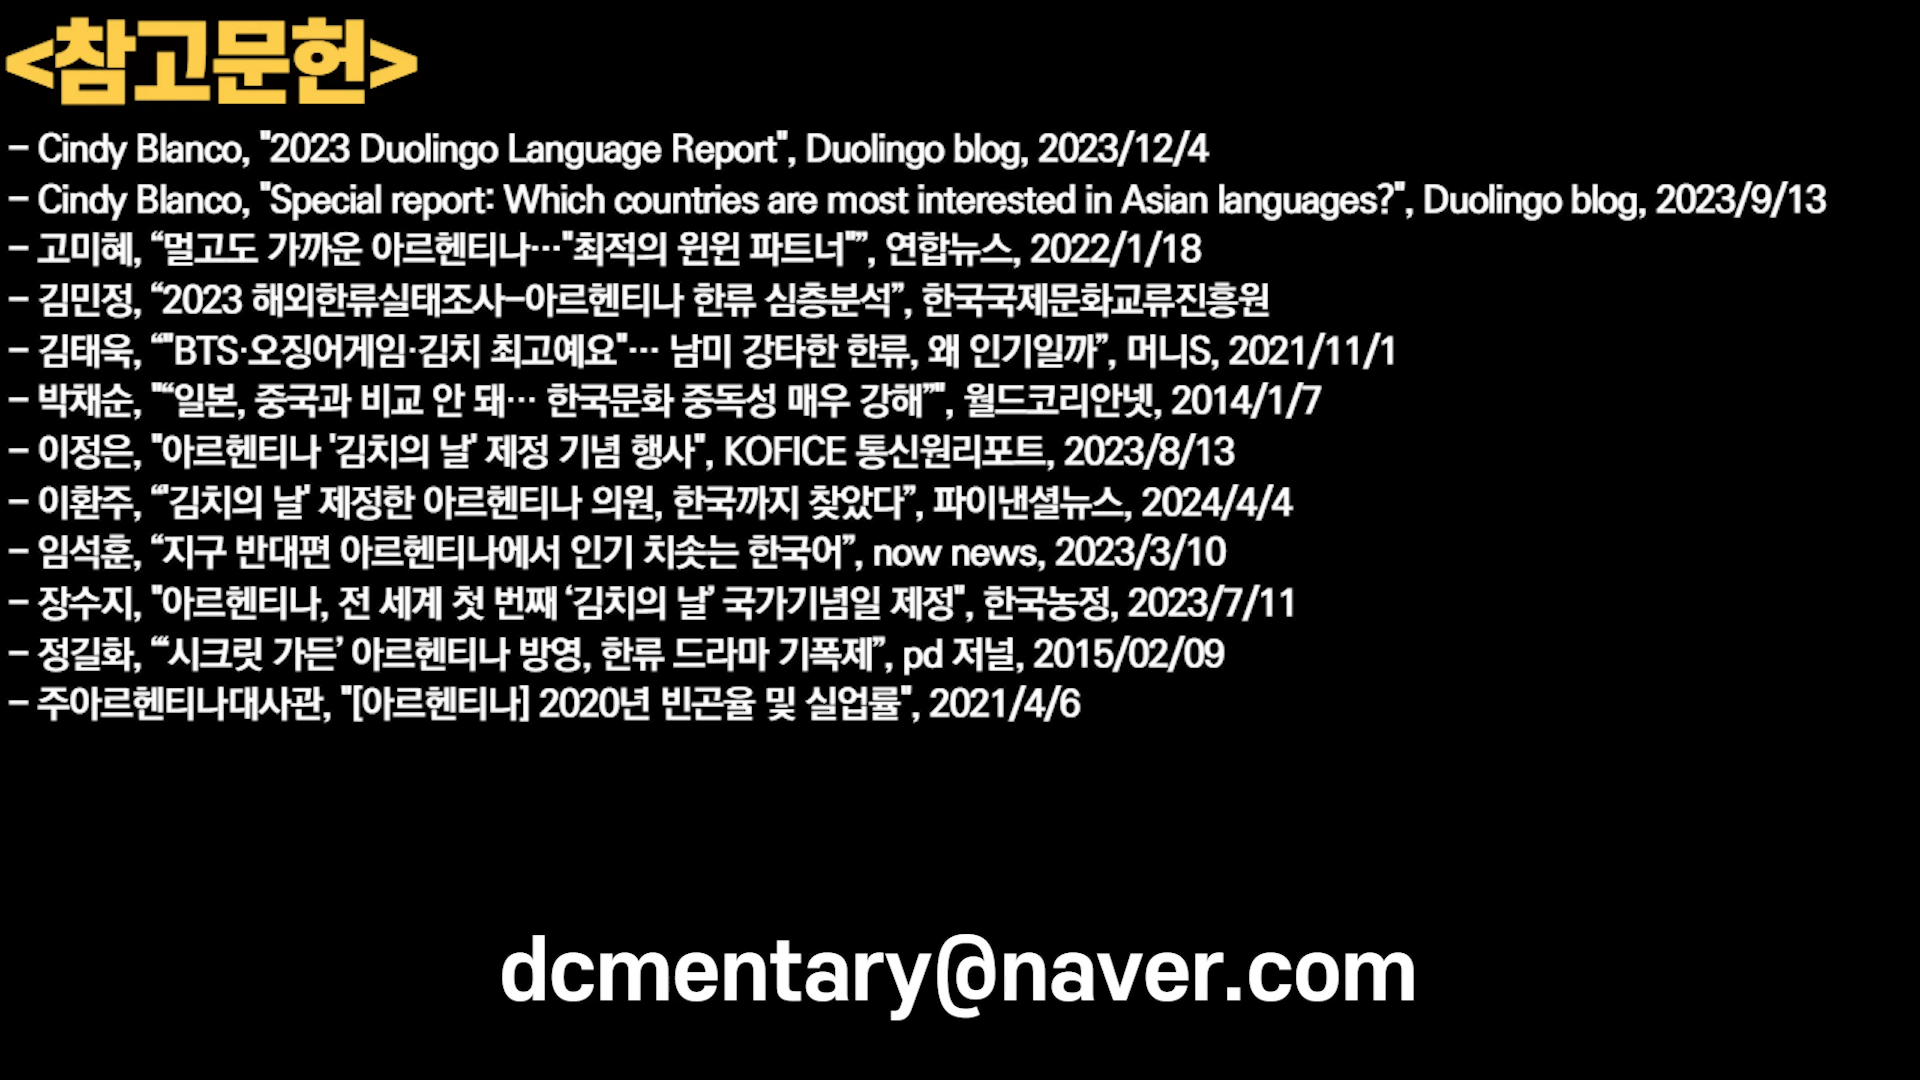 <참고문헌>
- Cindy Blanco, "2023 Duolingo Language Report", Duolingo blog, 2023/12/4
- Cindy Blanco, "Special report: Which countries are most interested in Asian languages?", Duolingo blog, 2023/9/13
- 고미혜, “멀고도 가까운 아르헨티나…"최적의 윈윈 파트너"”, 연합뉴스, 2022/1/18
- 김민정, “2023 해외한류실태조사-아르헨티나 한류 심층분석”, 한국국제문화교류진흥원
- 김태욱, “"BTS·오징어게임·김치 최고예요"… 남미 강타한 한류, 왜 인기일까”, 머니S, 2021/11/1
- 박채순, "“일본, 중국과 비교 안 돼… 한국문화 중독성 매우 강해”", 월드코리안넷, 2014/1/7
- 이정은, "아르헨티나 '김치의 날' 제정 기념 행사", KOFICE 통신원리포트, 2023/8/13
- 이환주, “'김치의 날' 제정한 아르헨티나 의원, 한국까지 찾았다”, 파이낸셜뉴스, 2024/4/4
- 임석훈, “지구 반대편 아르헨티나에서 인기 치솟는 한국어”, now news, 2023/3/10
- 장수지, "아르헨티나, 전 세계 첫 번째 ‘김치의 날’ 국가기념일 제정", 한국농정, 2023/7/11
- 정길화, “‘시크릿 가든’ 아르헨티나 방영, 한류 드라마 기폭제”, pd 저널, 2015/02/09
- 주아르헨티나대사관, "[아르헨티나] 2020년 빈곤율 및 실업률", 2021/4/6
dcmentary@naver.com